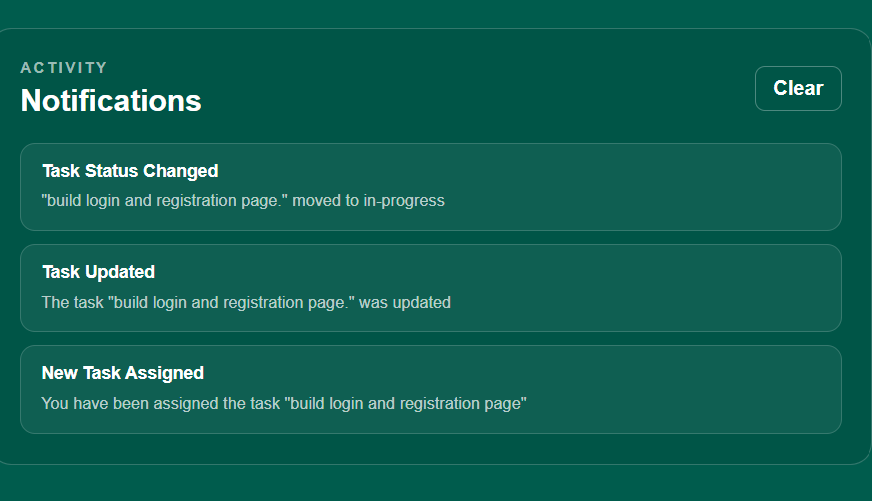 ACTIVITY
Notifications
Clear
Task Status Changed
"build login and registration page." moved to in-progress
Task Updated
The task "build login and registration page." was updated
New Task Assigned
You have been assigned the task "build login and registration page"